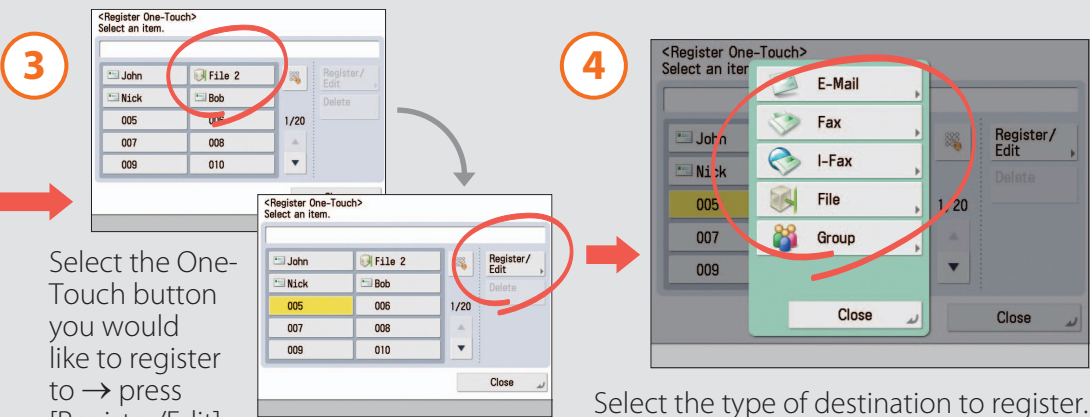 3
<Register One-Touch>
Select an item.
John
File 2
Register/
Edit
Nick
Bob
Delete
005
006
1/20
007
008
009
010
Select the One-
Touch button
you would
like to register
to → press
[Register/Edit]
<Register One-Touch>
Select an item.
John
File 2
Register/
Edit
Nick
Bob
Delete
005
006
1/20
007
008
009
010
Close
4
<Register One-Touch>
Select an iter
John
Nick
005
007
009
E-Mail
Fax
I-Fax
File
Group
Close
Register/
Edit
Delete
1/20
Close
Select the type of destination to register.